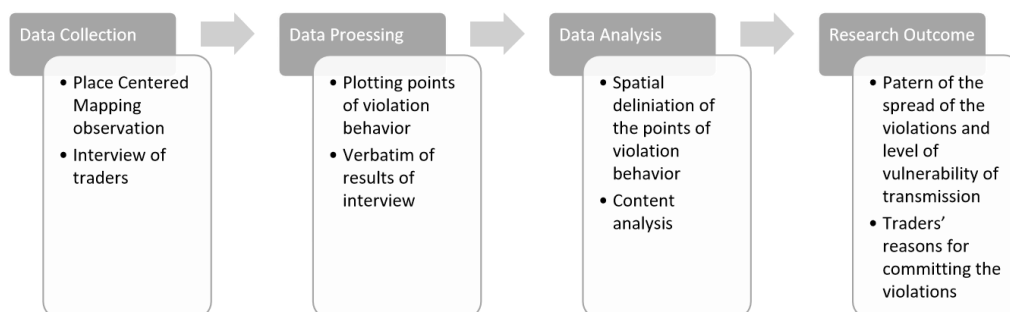 Data Collection
• Place Centered
Mapping
observation
• Interview of
traders
Data Proessing
• Plotting points
of violation
behavior
• Verbatim of
results of
interview
Data Analysis
• Spatial
deliniation of
the points of
violation
behavior
• Content
analysis
Research Outcome
• Patern of the
spread of the
violations and
level of
vulnerability of
transmission
• Traders’
reasons for
committing the
violations